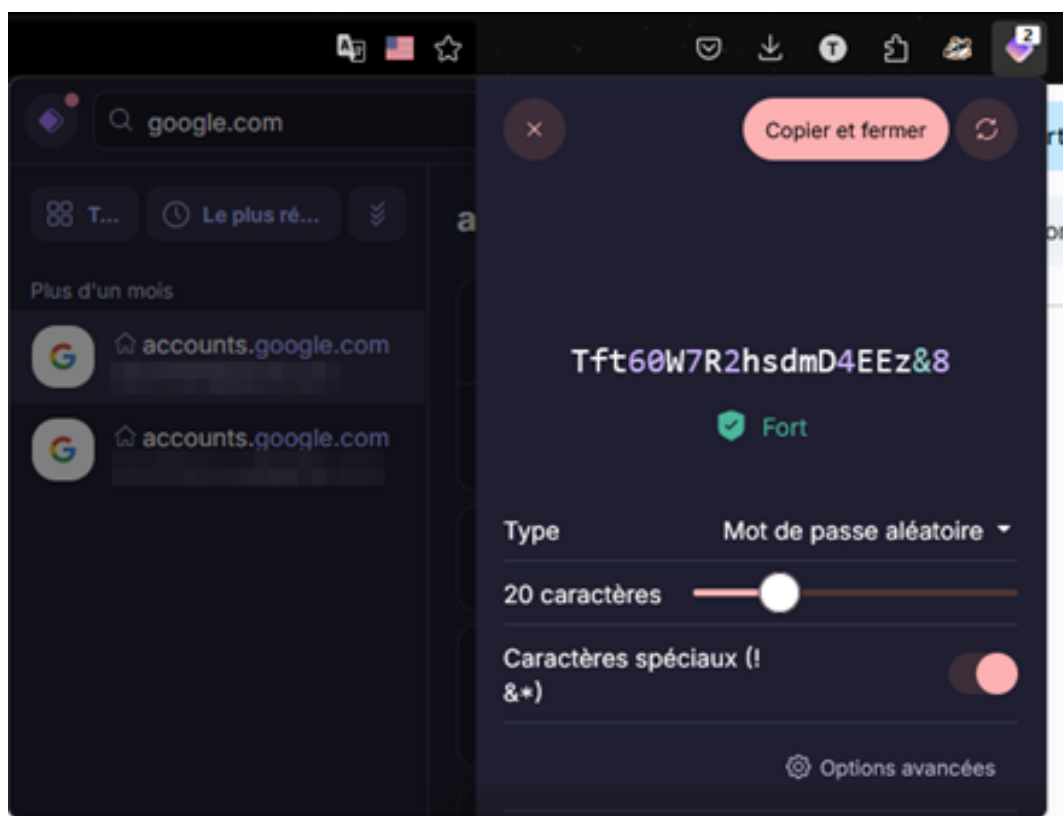 2
google.com
Copier et fermer
T...
Le plus ré...
a
Plus d'un mois
accounts.google.com
accounts.google.com
Tft60W7R2hsdmD4EEz&8
Fort
Type
Mot de passe aléatoire
20 caractères
Caractères spéciaux (!
&*)
Options avancées